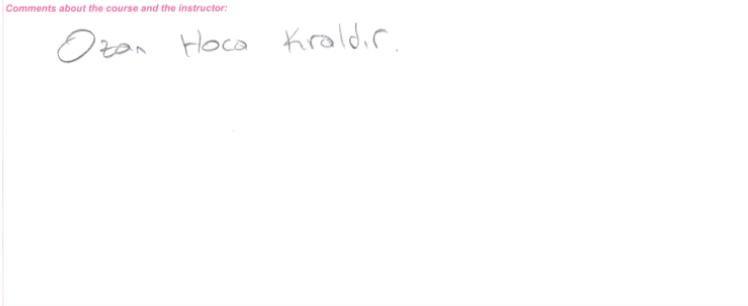 Comments about the course and the instructor:
Ozan Hoca Kraldır.